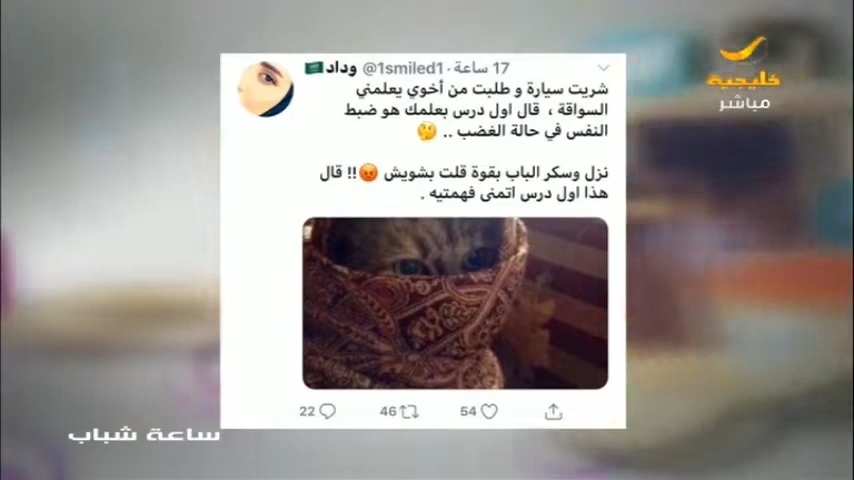 خليجية
مباشر
وداد🇸🇦 @1smiled1 · 17 ساعة
شريت سيارة و طلبت من أخوي يعلمني
السواقة ، قال اول درس بعلمك هو ضبط
النفس في حالة الغضب .. 🤔
نزل وسكر الباب بقوة قلت بشويش 😡!! قال
هذا اول درس اتمنى فهمتيه .
22 46 54
ساعة شباب